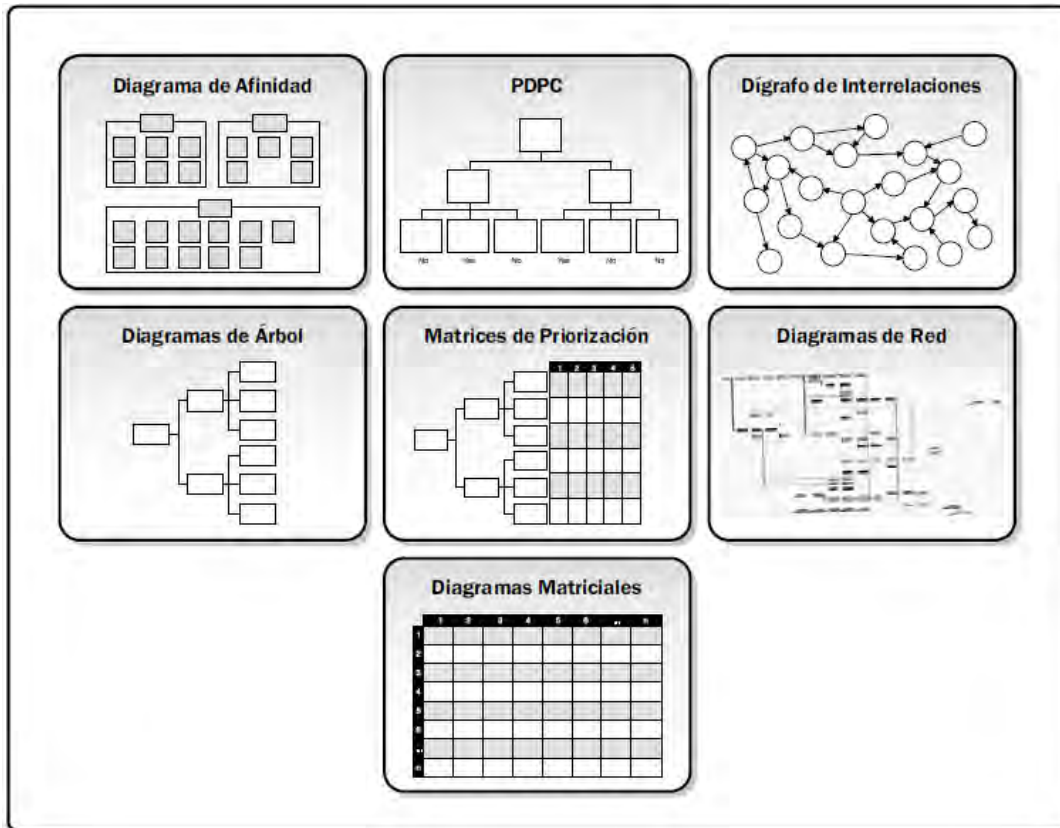 Diagrama de Afinidad
PDPC
No Yes No Yes No No
Dígrafo de Interrelaciones
Diagramas de Árbol
Matrices de Priorización
1 2 3 4 5
Diagramas de Red
Diagramas Matriciales
1 2 3 4 5 6 ... n
1
2
3
4
5
6
...
n